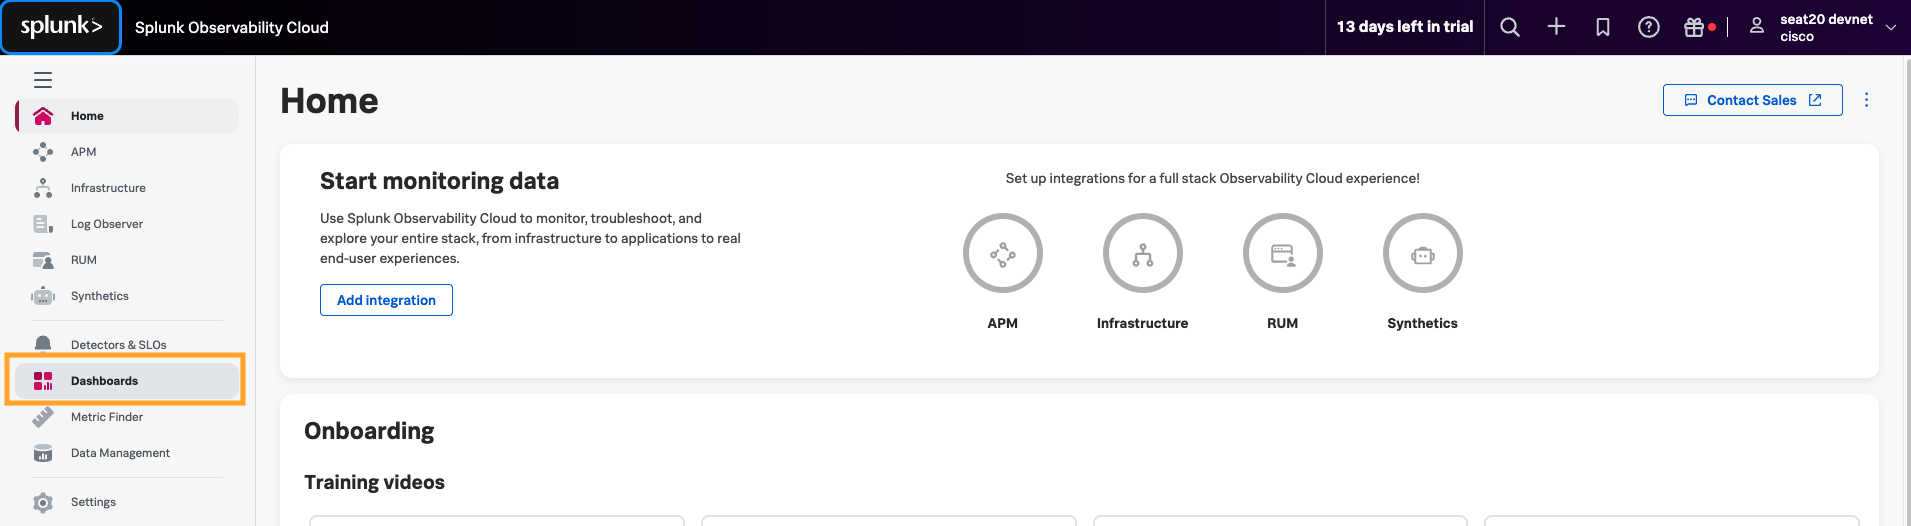 splunk>
Splunk Observability Cloud
13 days left in trial
seat20 devnet
cisco
Home
APM
Infrastructure
Log Observer
RUM
Synthetics
Detectors & SLOs
Dashboards
Metric Finder
Data Management
Settings
Home
Contact Sales
Start monitoring data
Use Splunk Observability Cloud to monitor, troubleshoot, and
explore your entire stack, from infrastructure to applications to real
end-user experiences.
Add integration
Set up integrations for a full stack Observability Cloud experience!
APM
Infrastructure
RUM
Synthetics
Onboarding
Training videos